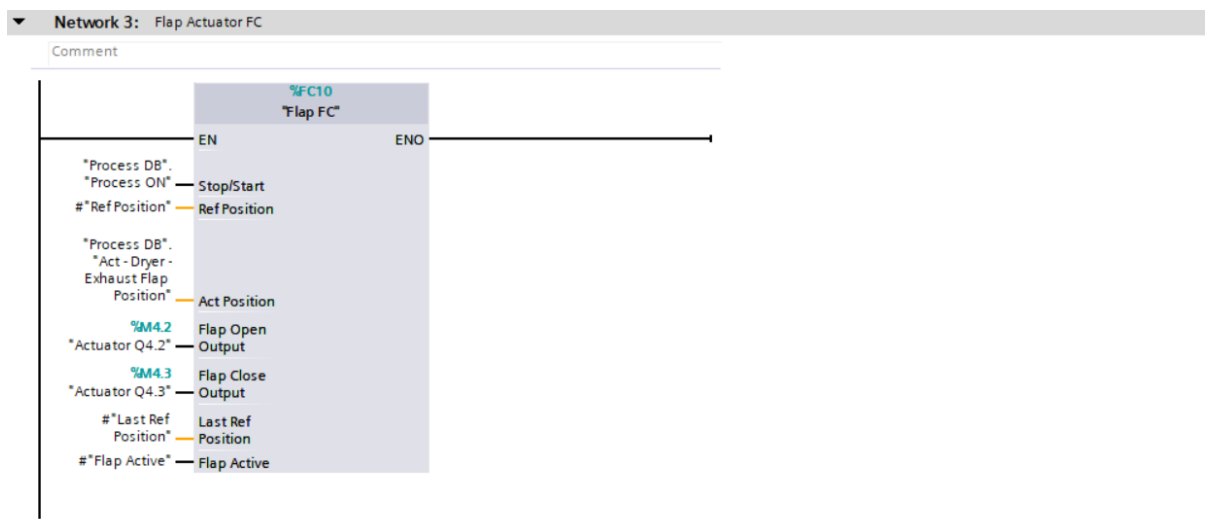 Network 3: Flap Actuator FC
Comment
%FC10
"Flap FC"
EN
ENO
"Process DB".
"Process ON"
Stop/Start
#"Ref Position"
Ref Position
"Process DB".
"Act - Dryer -
Exhaust Flap
Position"
Act Position
%M4.2
"Actuator Q4.2"
Flap Open
Output
%M4.3
"Actuator Q4.3"
Flap Close
Output
#"Last Ref
Position"
Last Ref
Position
#"Flap Active"
Flap Active